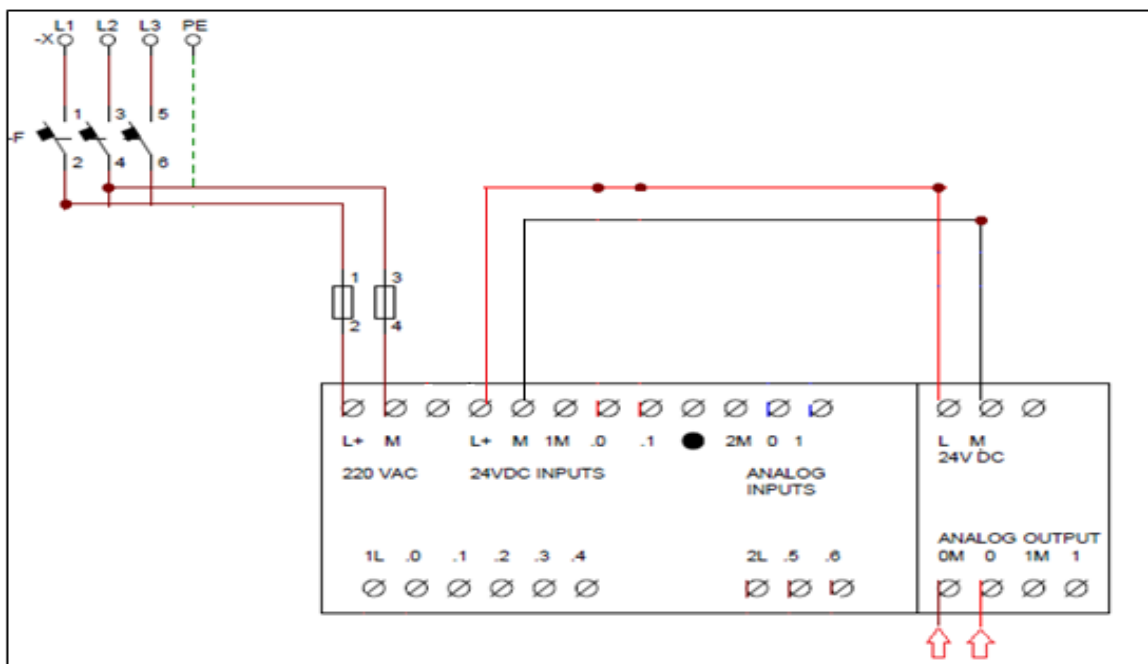 L1 L2 L3 PE
-X
1 3 5
-F
2 4 6
1 3
2 4
L+ M L+ M 1M .0 .1 2M 0 1 L M
220 VAC 24VDC INPUTS ANALOG INPUTS 24V DC
ANALOG OUTPUT
1L .0 .1 .2 .3 .4 2L .5 .6 0M 0 1M 1